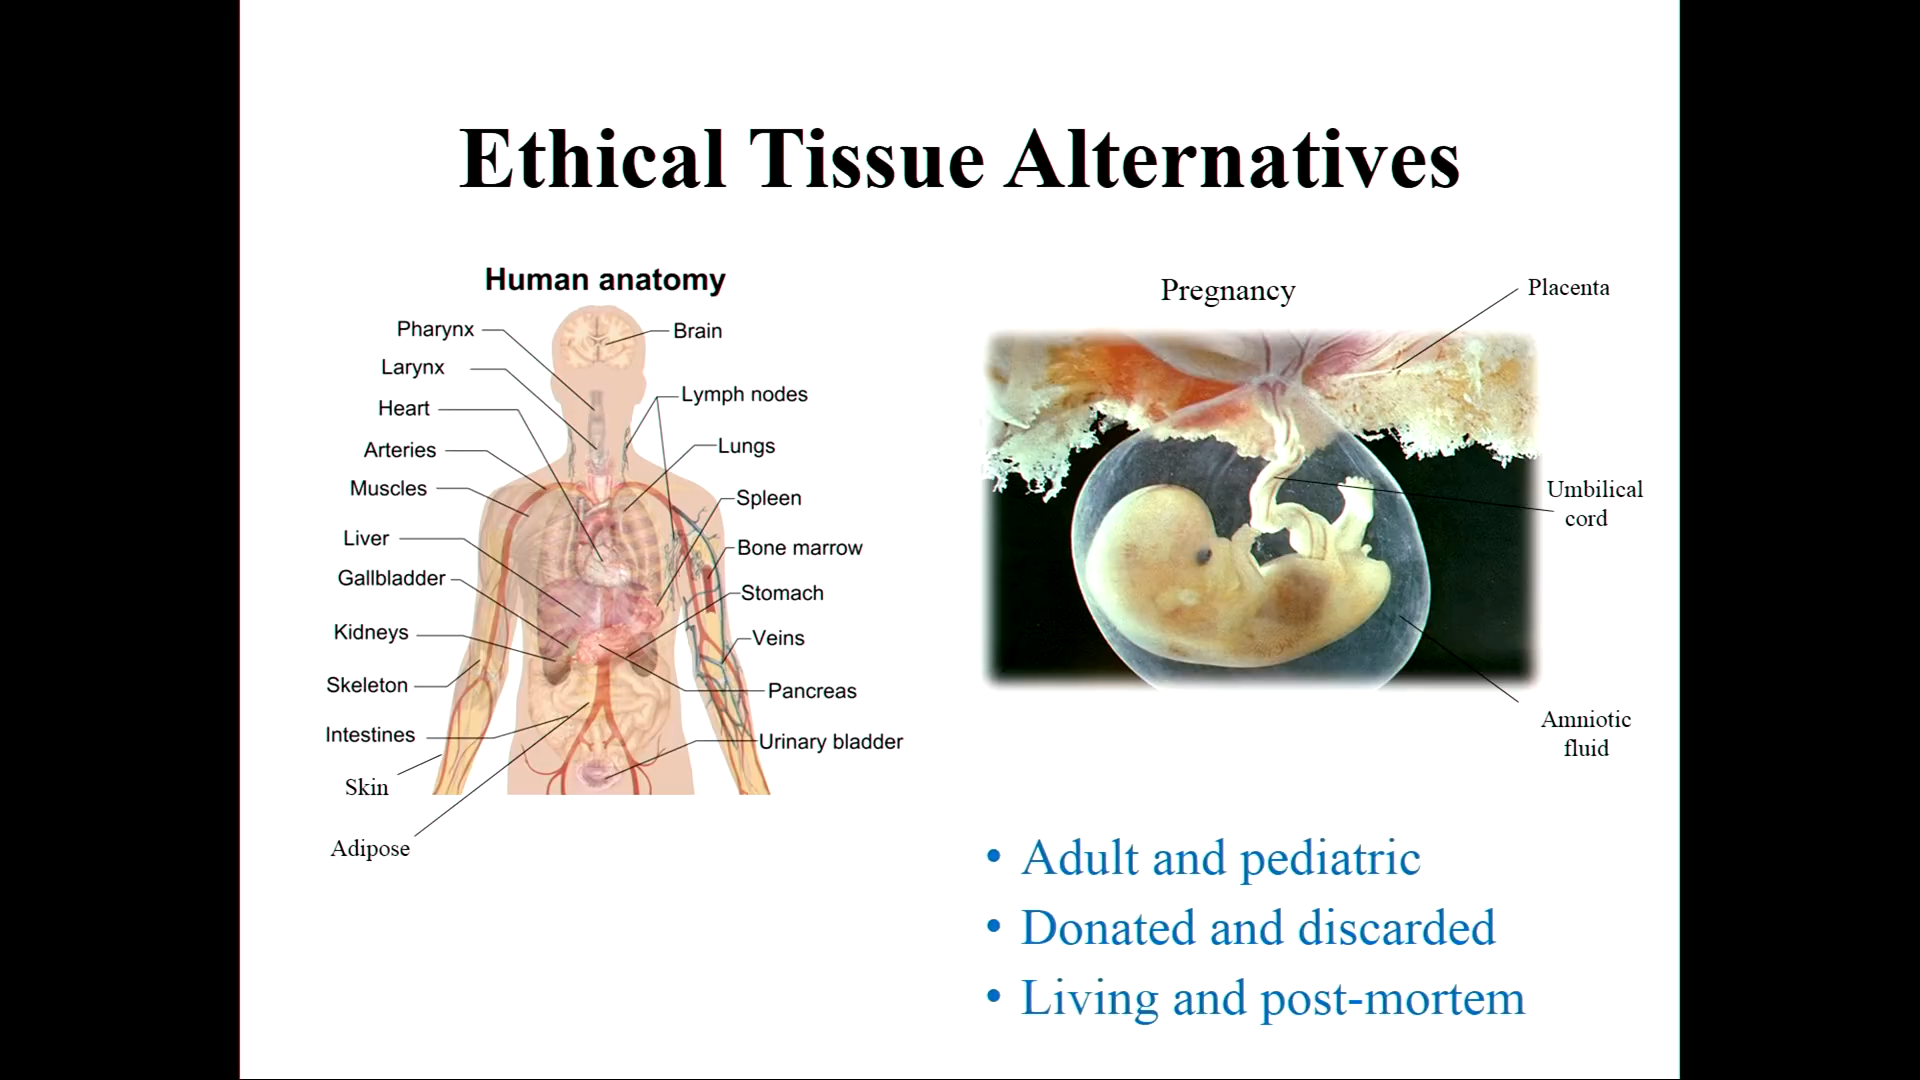 Ethical Tissue Alternatives
Human anatomy
Pharynx
Larynx
Heart
Arteries
Muscles
Liver
Gallbladder
Kidneys
Skeleton
Intestines
Skin
Adipose
Brain
Lymph nodes
Lungs
Spleen
Bone marrow
Stomach
Veins
Pancreas
Urinary bladder
Pregnancy
Placenta
Umbilical
cord
Amniotic
fluid
• Adult and pediatric
• Donated and discarded
• Living and post-mortem